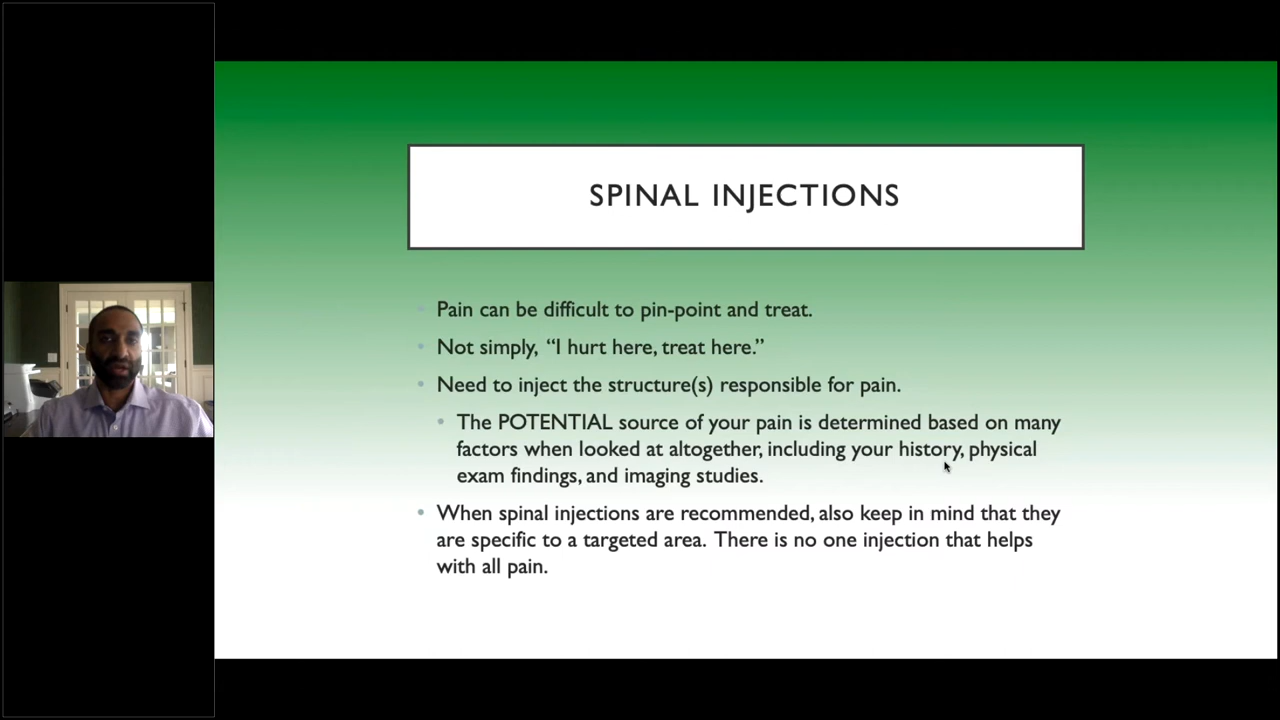 SPINAL INJECTIONS
Pain can be difficult to pin-point and treat.
Not simply, “I hurt here, treat here.”
Need to inject the structure(s) responsible for pain.
The POTENTIAL source of your pain is determined based on many
factors when looked at altogether, including your history, physical
exam findings, and imaging studies.
When spinal injections are recommended, also keep in mind that they
are specific to a targeted area. There is no one injection that helps
with all pain.